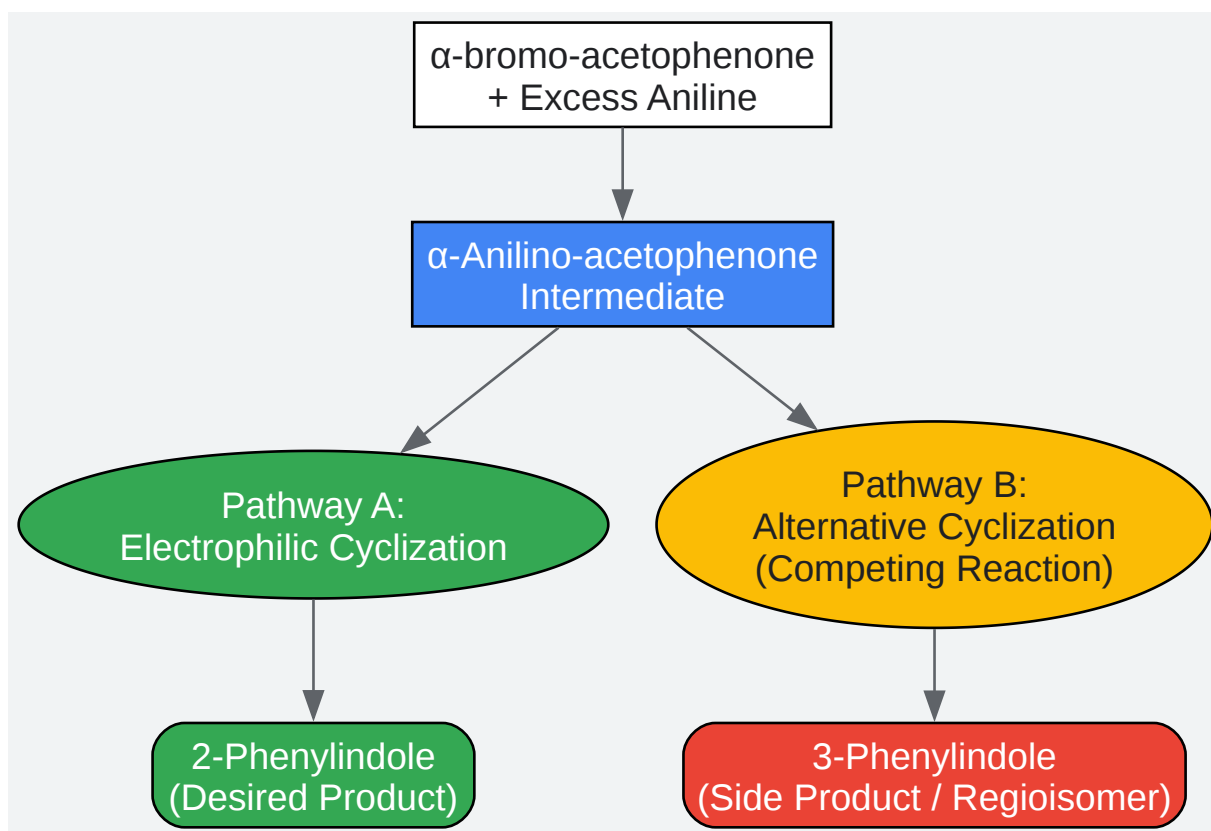 α-bromo-acetophenone
+ Excess Aniline
α-Anilino-acetophenone
Intermediate
Pathway A:
Electrophilic Cyclization
Pathway B:
Alternative Cyclization
(Competing Reaction)
2-Phenylindole
(Desired Product)
3-Phenylindole
(Side Product / Regioisomer)